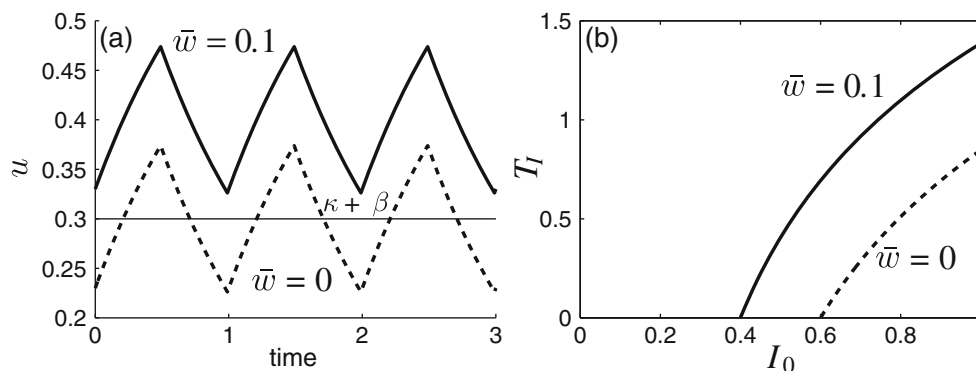 (a)
w̄ = 0.1
κ + β
w̄ = 0
u
0.5
0.45
0.4
0.35
0.3
0.25
0.2
0
1
2
3
time
(b)
w̄ = 0.1
w̄ = 0
T_I
1.5
1
0.5
0
0
0.2
0.4
0.6
0.8
I_0